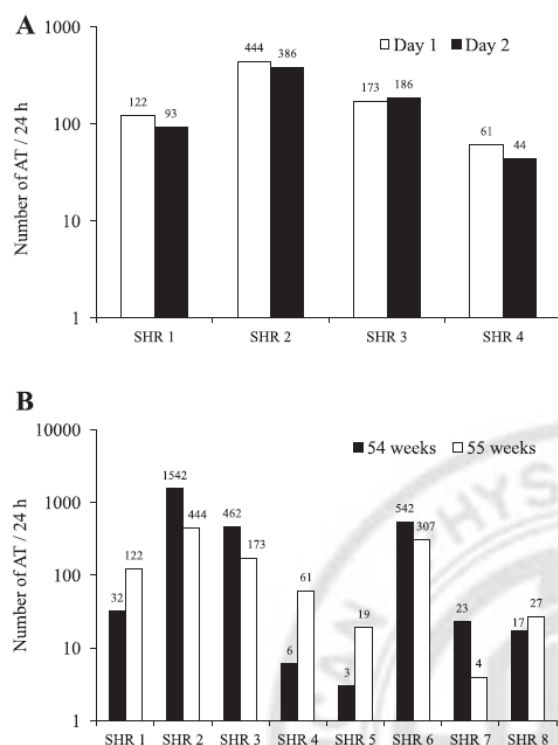 A
1000
100
10
1
Number of AT / 24 h
Day 1 Day 2
122 93 444 386 173 186 61 44
SHR 1 SHR 2 SHR 3 SHR 4
B
10000
1000
100
10
1
Number of AT / 24 h
54 weeks 55 weeks
32 122 1542 444 462 173 6 61 3 19 542 307 23 4 17 27
SHR 1 SHR 2 SHR 3 SHR 4 SHR 5 SHR 6 SHR 7 SHR 8
CAN PHYS